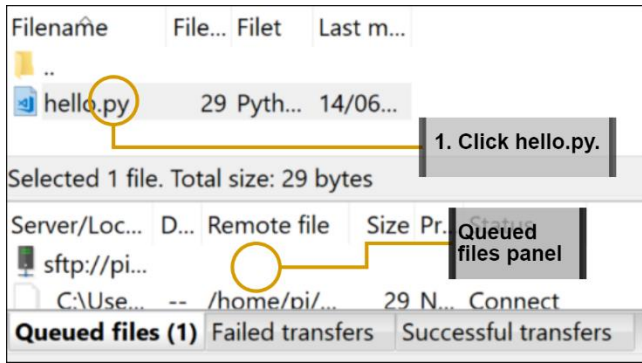 Filename File... Filet Last m...
..
hello.py 29 Pyth... 14/06...
1. Click hello.py.
Selected 1 file. Total size: 29 bytes
Server/Loc... D... Remote file Size Pr... Status
Queued
files panel
sftp://pi...
C:\Use... -- /home/pi/... 29 N... Connect
Queued files (1) Failed transfers Successful transfers